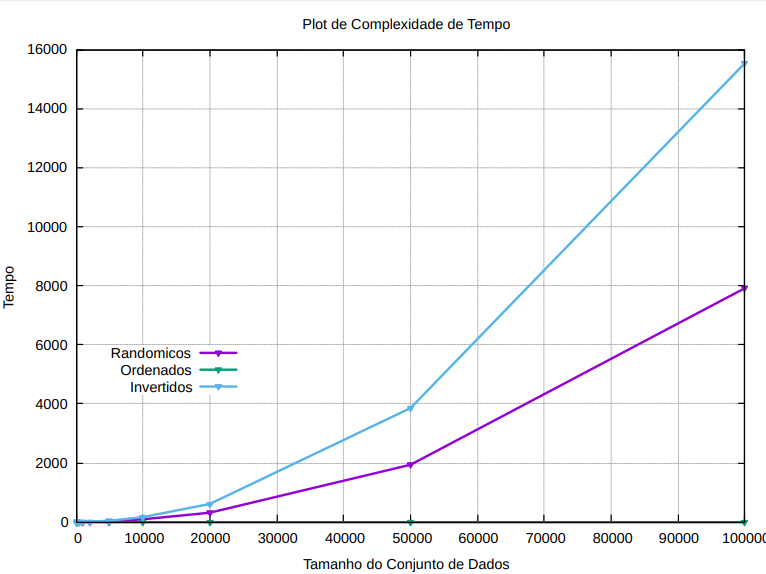 Plot de Complexidade de Tempo
16000
14000
12000
10000
8000
6000
4000
2000
0
Tempo
Randomicos
Ordenados
Invertidos
0 10000 20000 30000 40000 50000 60000 70000 80000 90000 100000
Tamanho do Conjunto de Dados